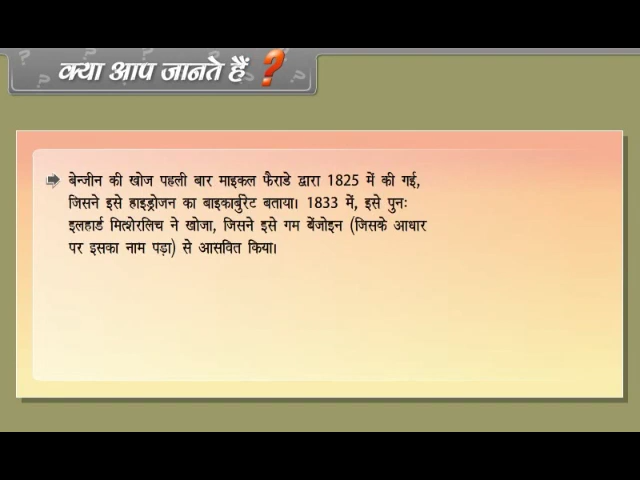 क्या आप जानते हैं ?
बेन्जीन की खोज पहली बार माइकल फैराडे द्वारा 1825 में की गई,
जिसने इसे हाइड्रोजन का बाइकार्बुरेट बताया। 1833 में, इसे पुनः
इलहार्ड मित्शेरलिच ने खोजा, जिसने इसे गम बेंजोइन (जिसके आधार
पर इसका नाम पड़ा) से आसवित किया।